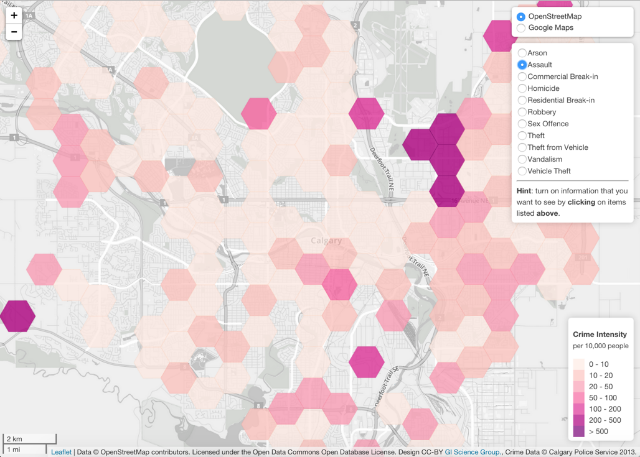 +
−
OpenStreetMap
Google Maps
Arson
Assault
Commercial Break-in
Homicide
Residential Break-in
Robbery
Sex Offence
Theft
Theft from Vehicle
Vandalism
Vehicle Theft
Hint: turn on information that you
want to see by clicking on items
listed above.
Deerfoot Trail NE
Calgary
Crime Intensity
per 10,000 people
0 - 10
10 - 20
20 - 50
50 - 100
100 - 200
200 - 500
> 500
2 km
1 mi
Leaflet | Data © OpenStreetMap contributors. Licensed under the Open Data Commons Open Database License. Design CC-BY GI Science Group., Crime Data © Calgary Police Service 2013.